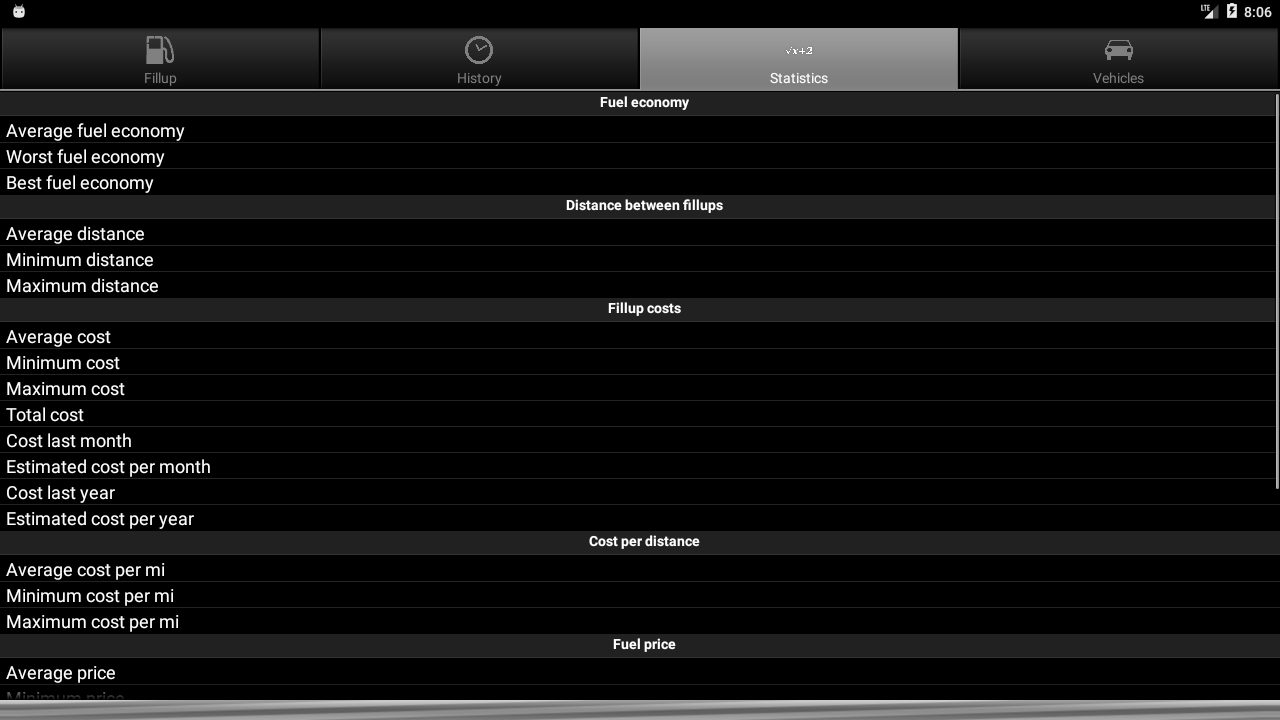 LTE 8:06
Fillup History Statistics Vehicles
√x+2
Fuel economy
Average fuel economy
Worst fuel economy
Best fuel economy
Distance between fillups
Average distance
Minimum distance
Maximum distance
Fillup costs
Average cost
Minimum cost
Maximum cost
Total cost
Cost last month
Estimated cost per month
Cost last year
Estimated cost per year
Cost per distance
Average cost per mi
Minimum cost per mi
Maximum cost per mi
Fuel price
Average price
Minimum price